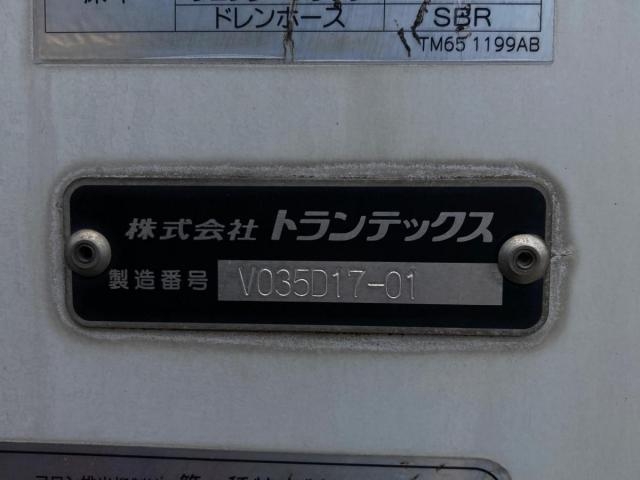 ドレンホース SBR
TM65 1199AB
株式会社 トランテックス
製造番号 V035D17-01